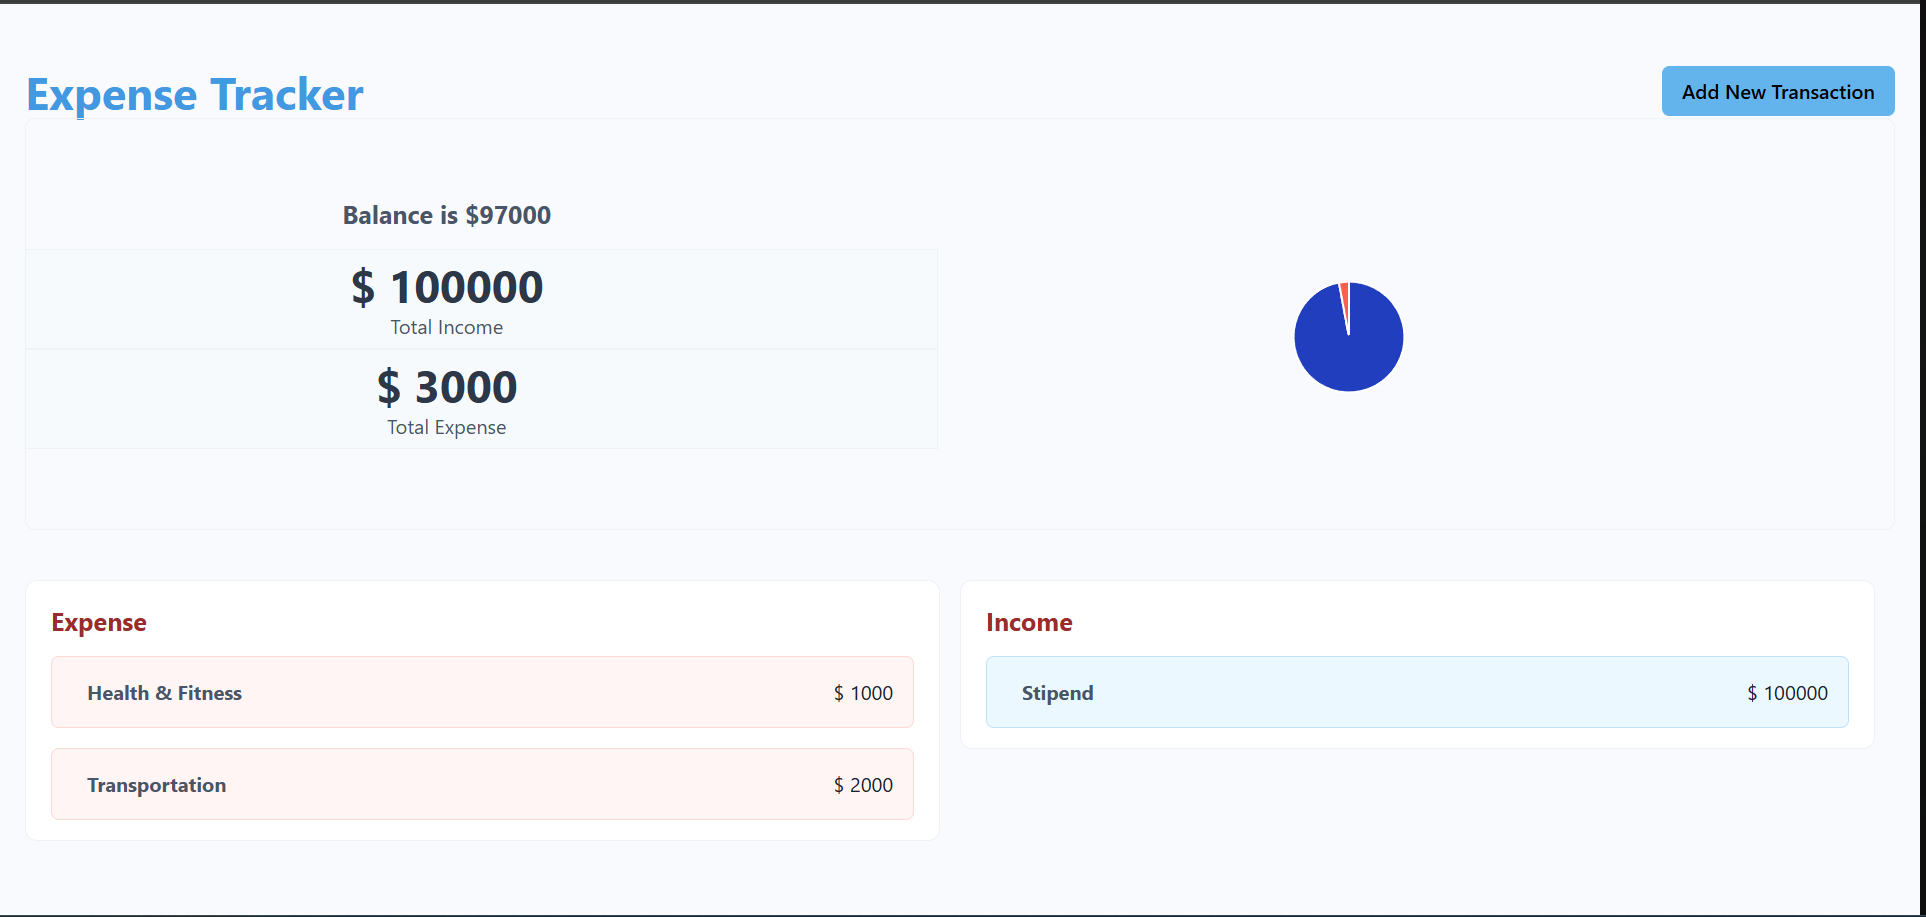 Expense Tracker
Add New Transaction
Balance is $97000
$ 100000
Total Income
$ 3000
Total Expense
Expense
Health & Fitness $ 1000
Transportation $ 2000
Income
Stipend $ 100000